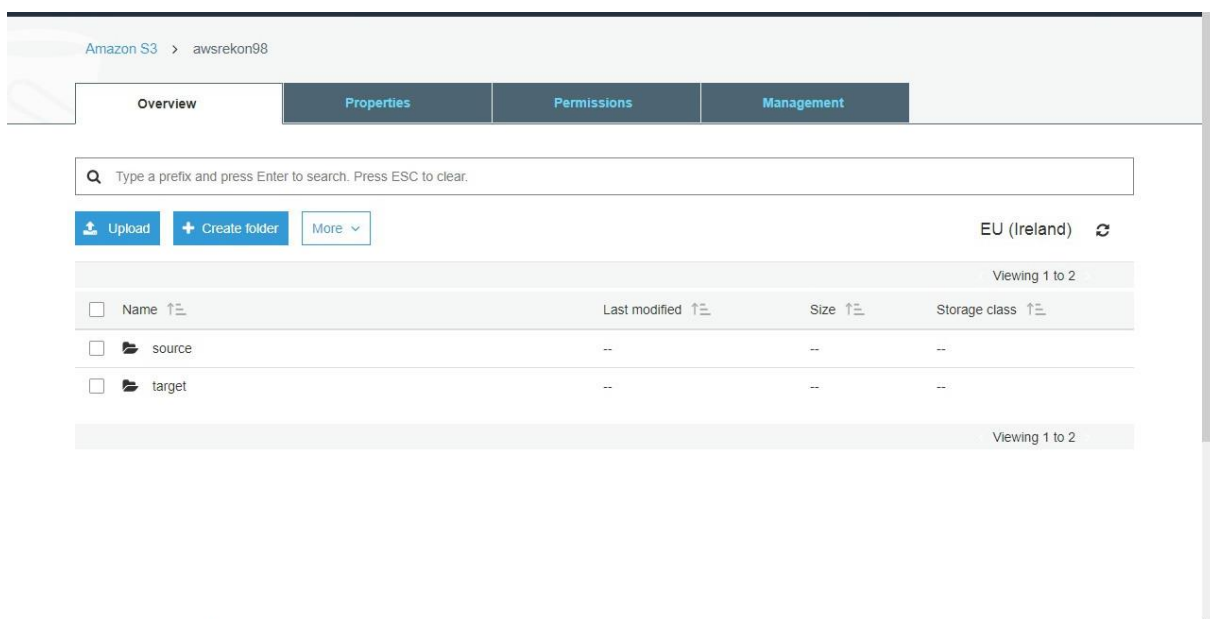 Amazon S3 > awsrekon98
Overview Properties Permissions Management
Type a prefix and press Enter to search. Press ESC to clear.
Upload + Create folder More
EU (Ireland)
Viewing 1 to 2
Name Last modified Size Storage class
source -- -- --
target -- -- --
Viewing 1 to 2